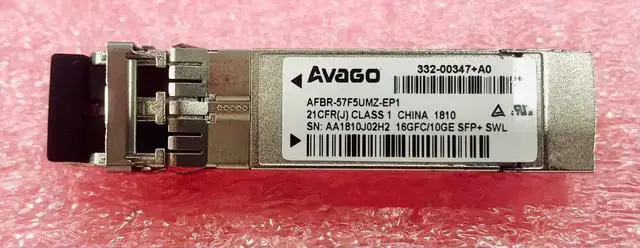 AVAGO
332-00347+A0
AFBR-57F5UMZ-EP1
21CFR(J) CLASS 1 CHINA 1810
SN: AA1810J02H2 16GFC/10GE SFP+ SWL